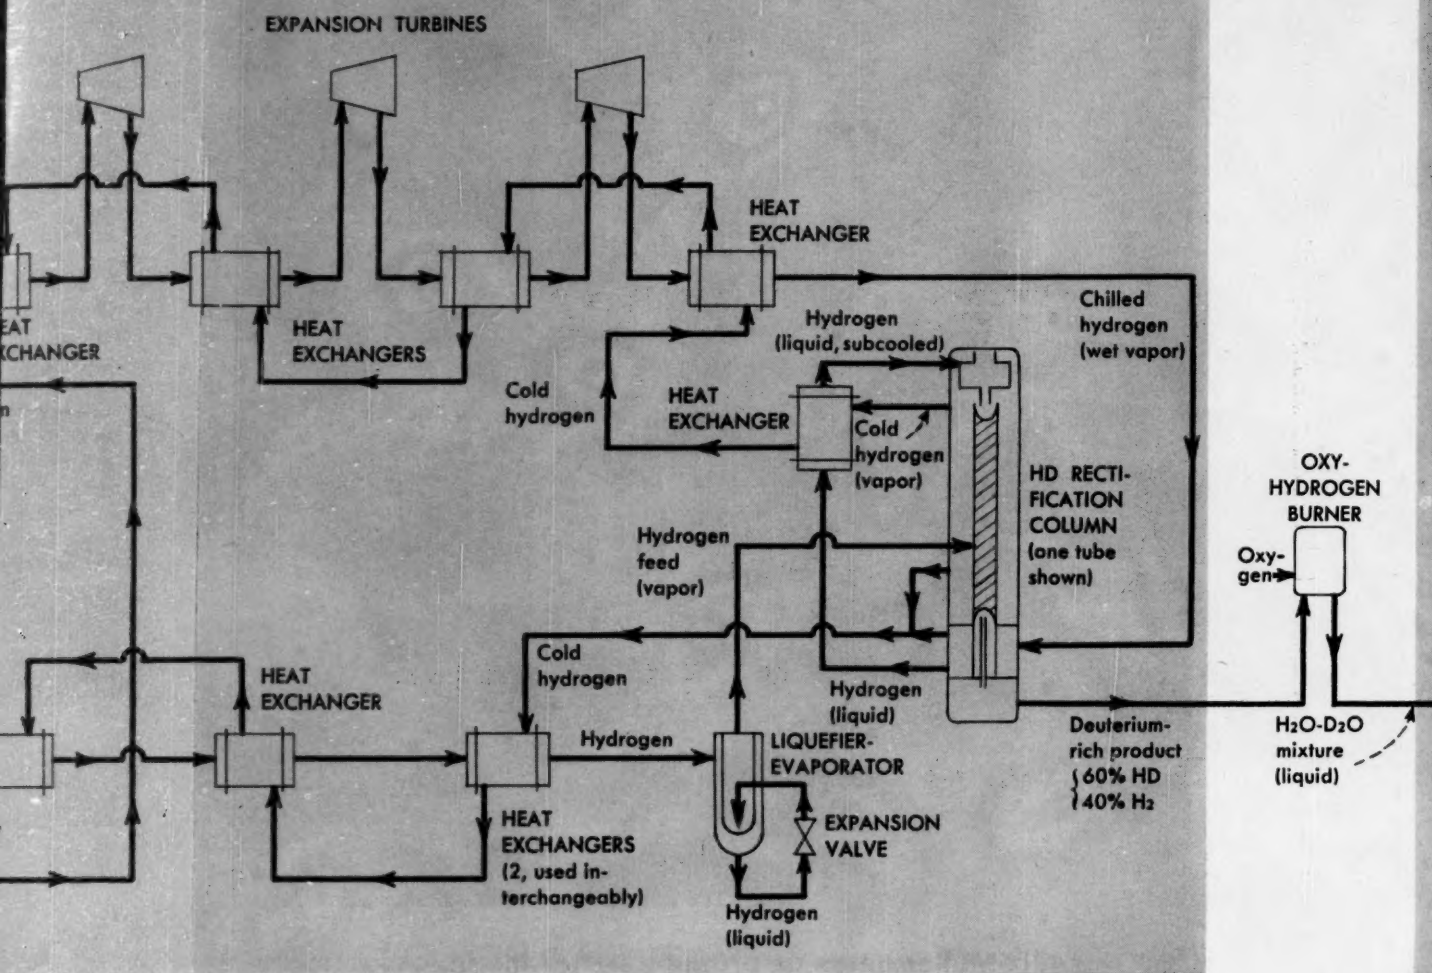 EXPANSION TURBINES
HEAT
EXCHANGER
EAT
XCHANGER
HEAT
EXCHANGERS
Chilled
hydrogen
(wet vapor)
Hydrogen
(liquid, subcooled)
Cold
hydrogen
HEAT
EXCHANGER
n
Cold
hydrogen
(vapor)
HD RECTI-
FICATION
COLUMN
(one tube
shown)
OXY-
HYDROGEN
BURNER
Oxy-
gen
Hydrogen
feed
(vapor)
Cold
hydrogen
HEAT
EXCHANGER
Hydrogen
(liquid)
Hydrogen
LIQUEFIER-
EVAPORATOR
Deuterium-
rich product
60% HD
40% H2
H2O-D2O
mixture
(liquid)
HEAT
EXCHANGERS
(2, used in-
terchangeably)
EXPANSION
VALVE
Hydrogen
(liquid)